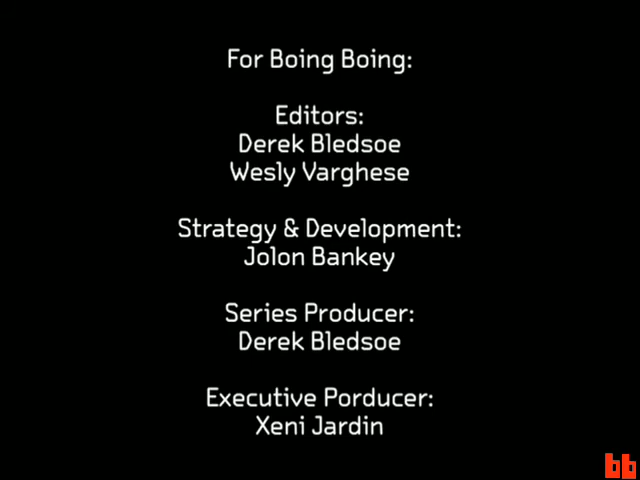 For Boing Boing:
Editors:
Derek Bledsoe
Wesly Varghese
Strategy & Development:
Jolon Bankey
Series Producer:
Derek Bledsoe
Executive Porducer:
Xeni Jardin
bb